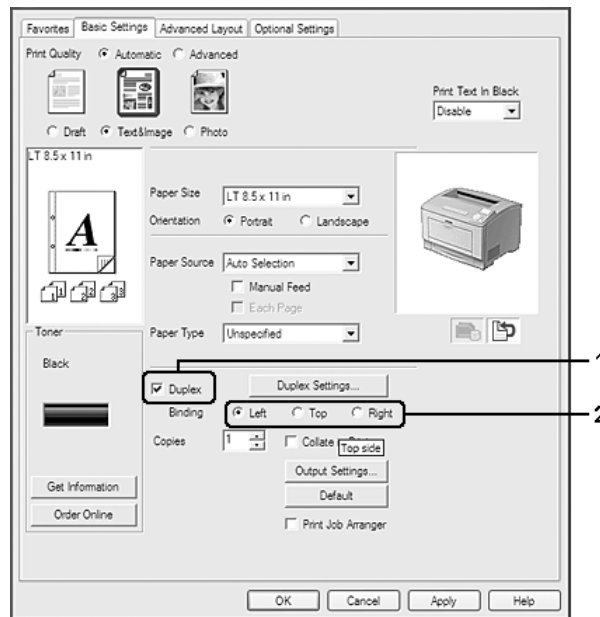 Favorites Basic Settings Advanced Layout Optional Settings
Print Quality Automatic Advanced
Print Text In Black
Disable
Draft Text&Image Photo
LT 8.5 x 11 in
Paper Size LT 8.5 x 11 in
Orientation Portrait Landscape
A
Paper Source Auto Selection
Manual Feed
Each Page
Toner
Paper Type Unspecified
Black
1
Duplex Duplex Settings...
Binding Left Top Right
2
Copies 1 Collate
Top side
Output Settings...
Get Information
Default
Order Online
Print Job Arranger
OK Cancel Apply Help